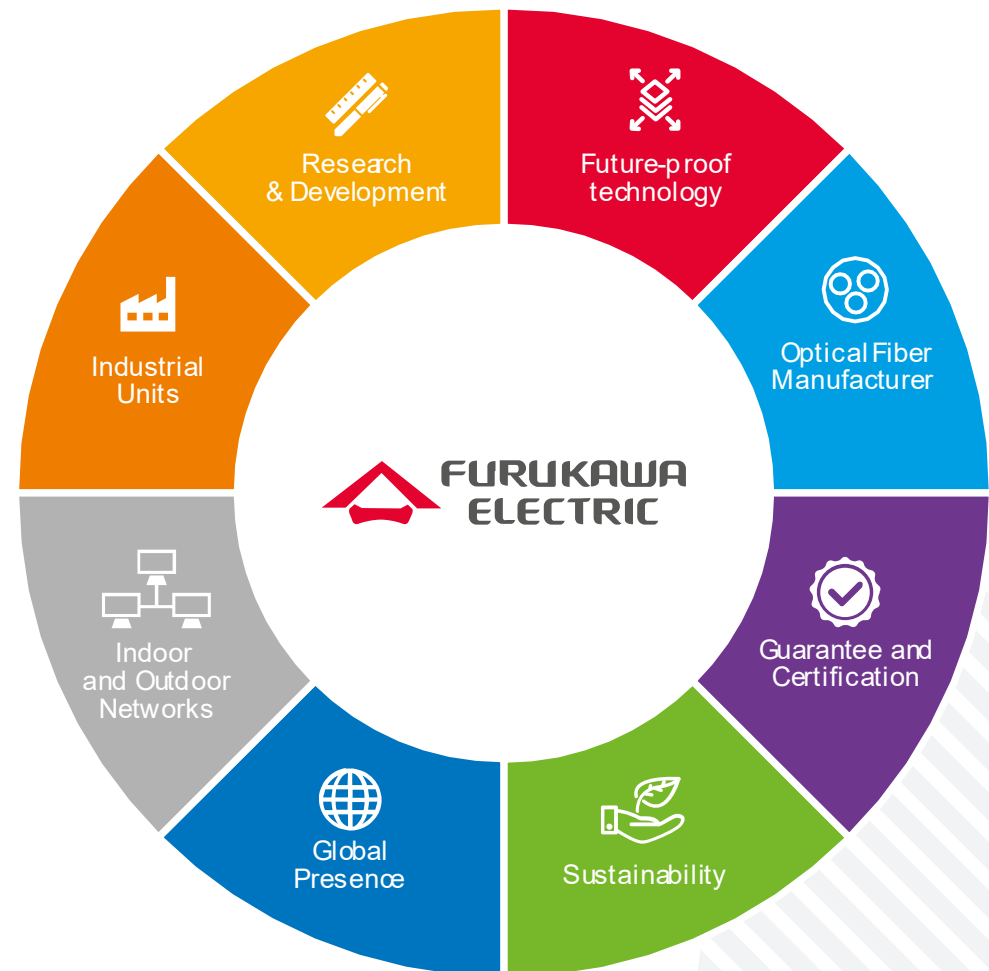 Research
& Development
Future-proof
technology
Industrial
Units
Optical Fiber
Manufacturer
FURUKAWA
ELECTRIC
Indoor
and Outdoor
Networks
Guarantee and
Certification
Global
Presence
Sustainability